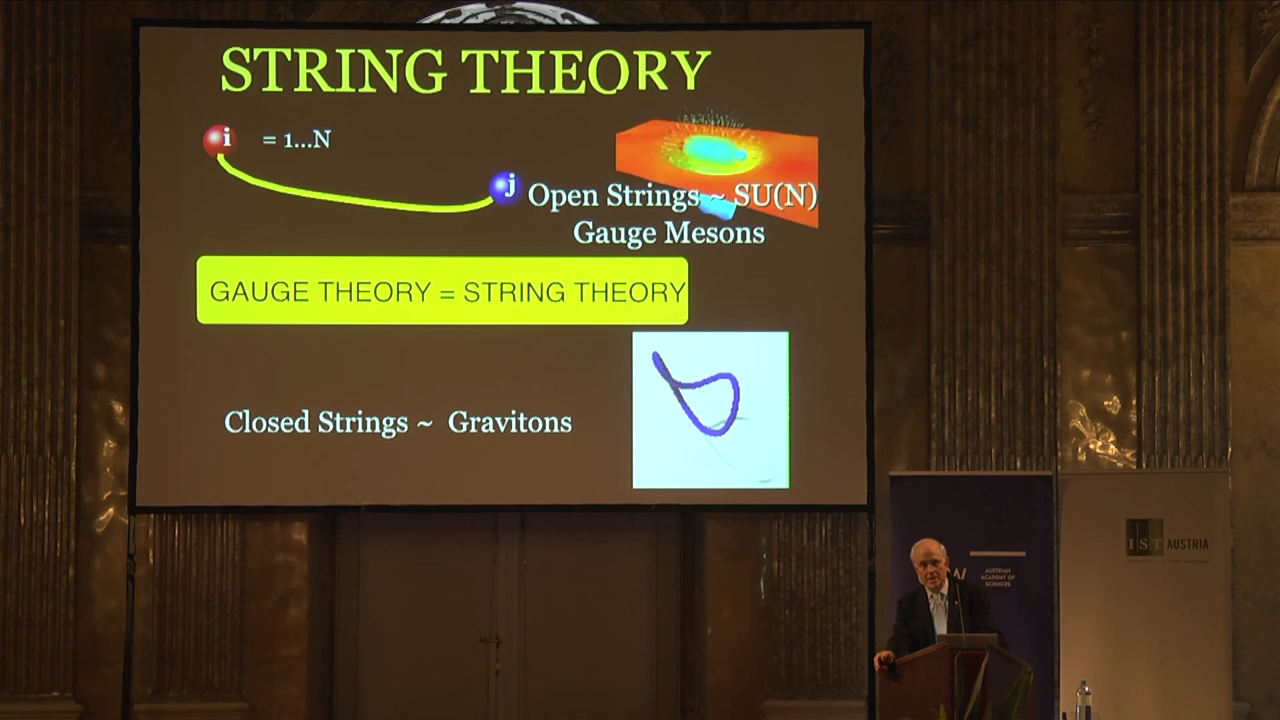 STRING THEORY
i = 1...N
j Open Strings ~ SU(N)
Gauge Mesons
GAUGE THEORY = STRING THEORY
Closed Strings ~ Gravitons
IST AUSTRIA
W
AUSTRIAN
ACADEMY OF
SCIENCES